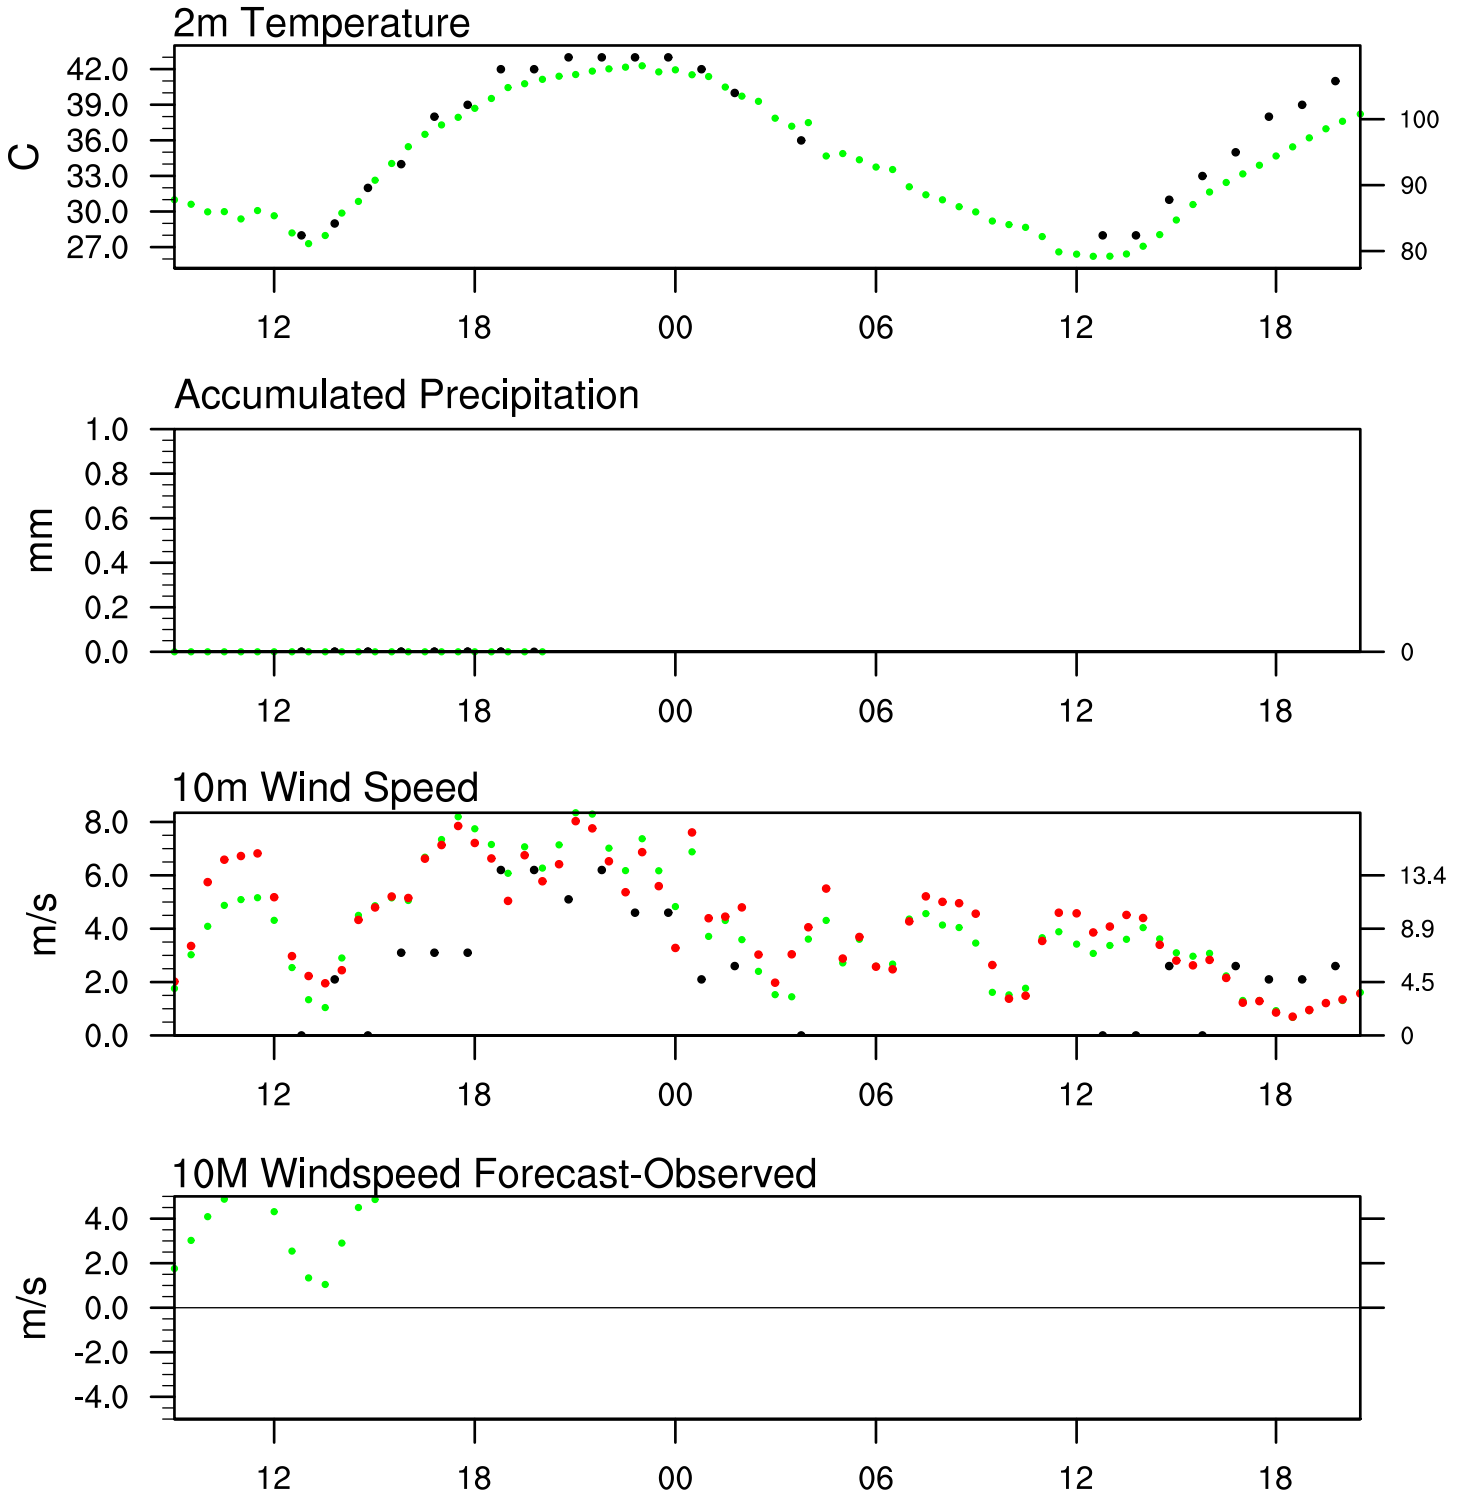 2m Temperature
42.0
39.0
36.0
33.0
30.0
27.0
C
100
90
80
12 18 00 06 12 18
Accumulated Precipitation
1.0
0.8
0.6
0.4
0.2
0.0
mm
0
12 18 00 06 12 18
10m Wind Speed
8.0
6.0
4.0
2.0
0.0
m/s
13.4
8.9
4.5
0
12 18 00 06 12 18
10M Windspeed Forecast-Observed
4.0
2.0
0.0
-2.0
-4.0
m/s
12 18 00 06 12 18